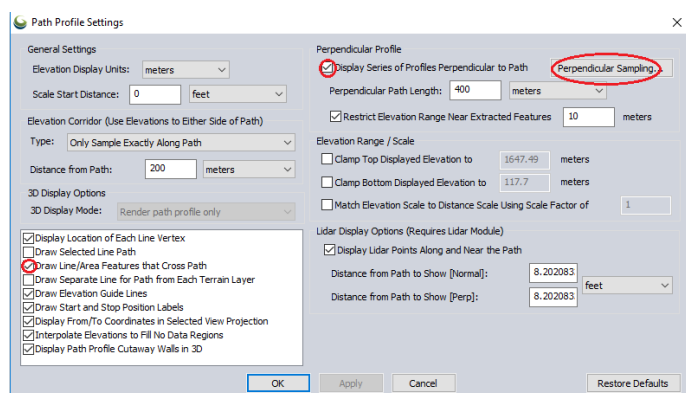 Path Profile Settings
General Settings
Elevation Display Units: meters
Scale Start Distance: 0 feet
Elevation Corridor (Use Elevations to Either Side of Path)
Type: Only Sample Exactly Along Path
Distance from Path: 200 meters
3D Display Options
3D Display Mode: Render path profile only
Display Location of Each Line Vertex
Draw Selected Line Path
Draw Line/Area Features that Cross Path
Draw Separate Line for Path from Each Terrain Layer
Draw Elevation Guide Lines
Draw Start and Stop Position Labels
Display From/To Coordinates in Selected View Projection
Interpolate Elevations to Fill No Data Regions
Display Path Profile Cutaway Walls in 3D
Perpendicular Profile
Display Series of Profiles Perpendicular to Path Perpendicular Sampling...
Perpendicular Path Length: 400 meters
Restrict Elevation Range Near Extracted Features 10 meters
Elevation Range / Scale
Clamp Top Displayed Elevation to 1647.49 meters
Clamp Bottom Displayed Elevation to 117.7 meters
Match Elevation Scale to Distance Scale Using Scale Factor of 1
Lidar Display Options (Requires Lidar Module)
Display Lidar Points Along and Near the Path
Distance from Path to Show [Normal]: 8.202083
feet
Distance from Path to Show [Perp]: 8.202083
OK Apply Cancel Restore Defaults